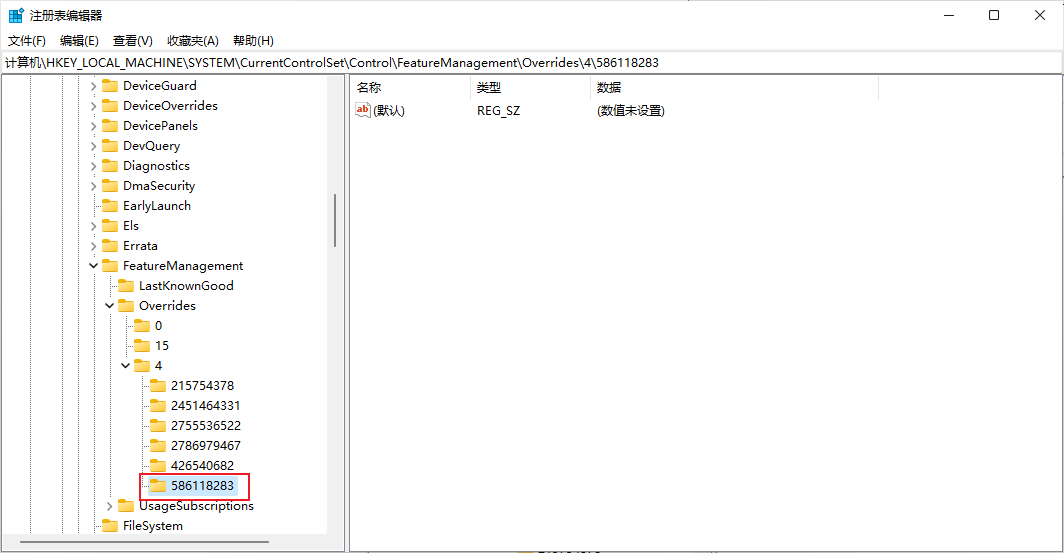 注册表编辑器
文件(F) 编辑(E) 查看(V) 收藏夹(A) 帮助(H)
计算机\HKEY_LOCAL_MACHINE\SYSTEM\CurrentControlSet\Control\FeatureManagement\Overrides\4\586118283
DeviceGuard
DeviceOverrides
DevicePanels
DevQuery
Diagnostics
DmaSecurity
EarlyLaunch
Els
Errata
FeatureManagement
LastKnownGood
Overrides
0
15
4
215754378
2451464331
2755536522
2786979467
426540682
586118283
UsageSubscriptions
FileSystem
名称 类型 数据
ab (默认) REG_SZ (数值未设置)